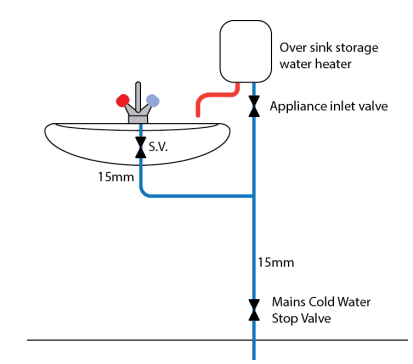 Over sink storage
water heater
Appliance inlet valve
S.V.
15mm
15mm
Mains Cold Water
Stop Valve